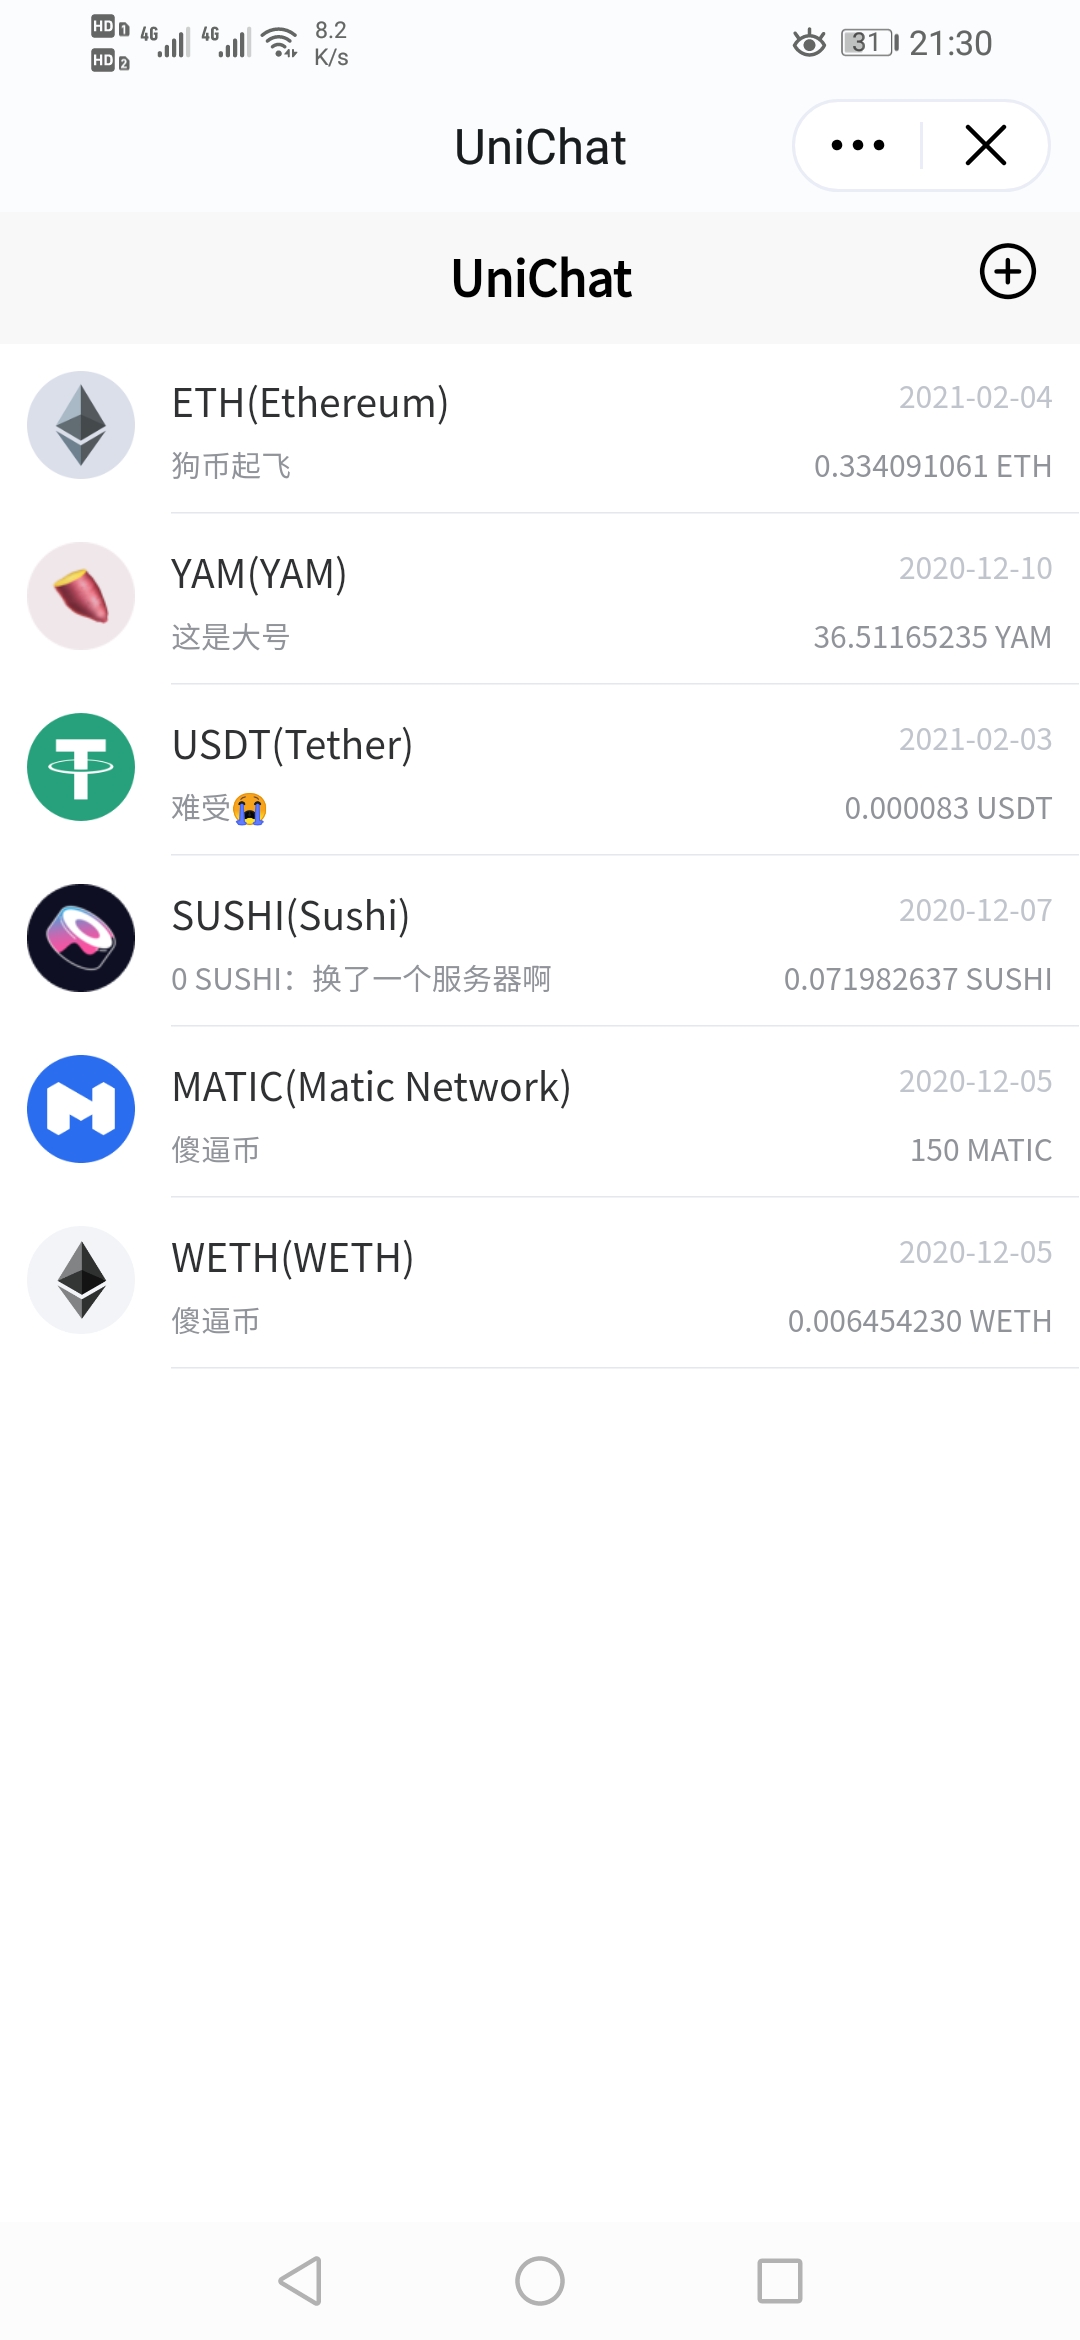 HD 1 4G 4G 8.2
HD 2 K/s
31 21:30
UniChat
UniChat
ETH(Ethereum) 2021-02-04
狗币起飞 0.334091061 ETH
YAM(YAM) 2020-12-10
这是大号 36.51165235 YAM
USDT(Tether) 2021-02-03
难受😭 0.000083 USDT
SUSHI(Sushi) 2020-12-07
0 SUSHI：换了一个服务器啊 0.071982637 SUSHI
MATIC(Matic Network) 2020-12-05
傻逼币 150 MATIC
WETH(WETH) 2020-12-05
傻逼币 0.006454230 WETH